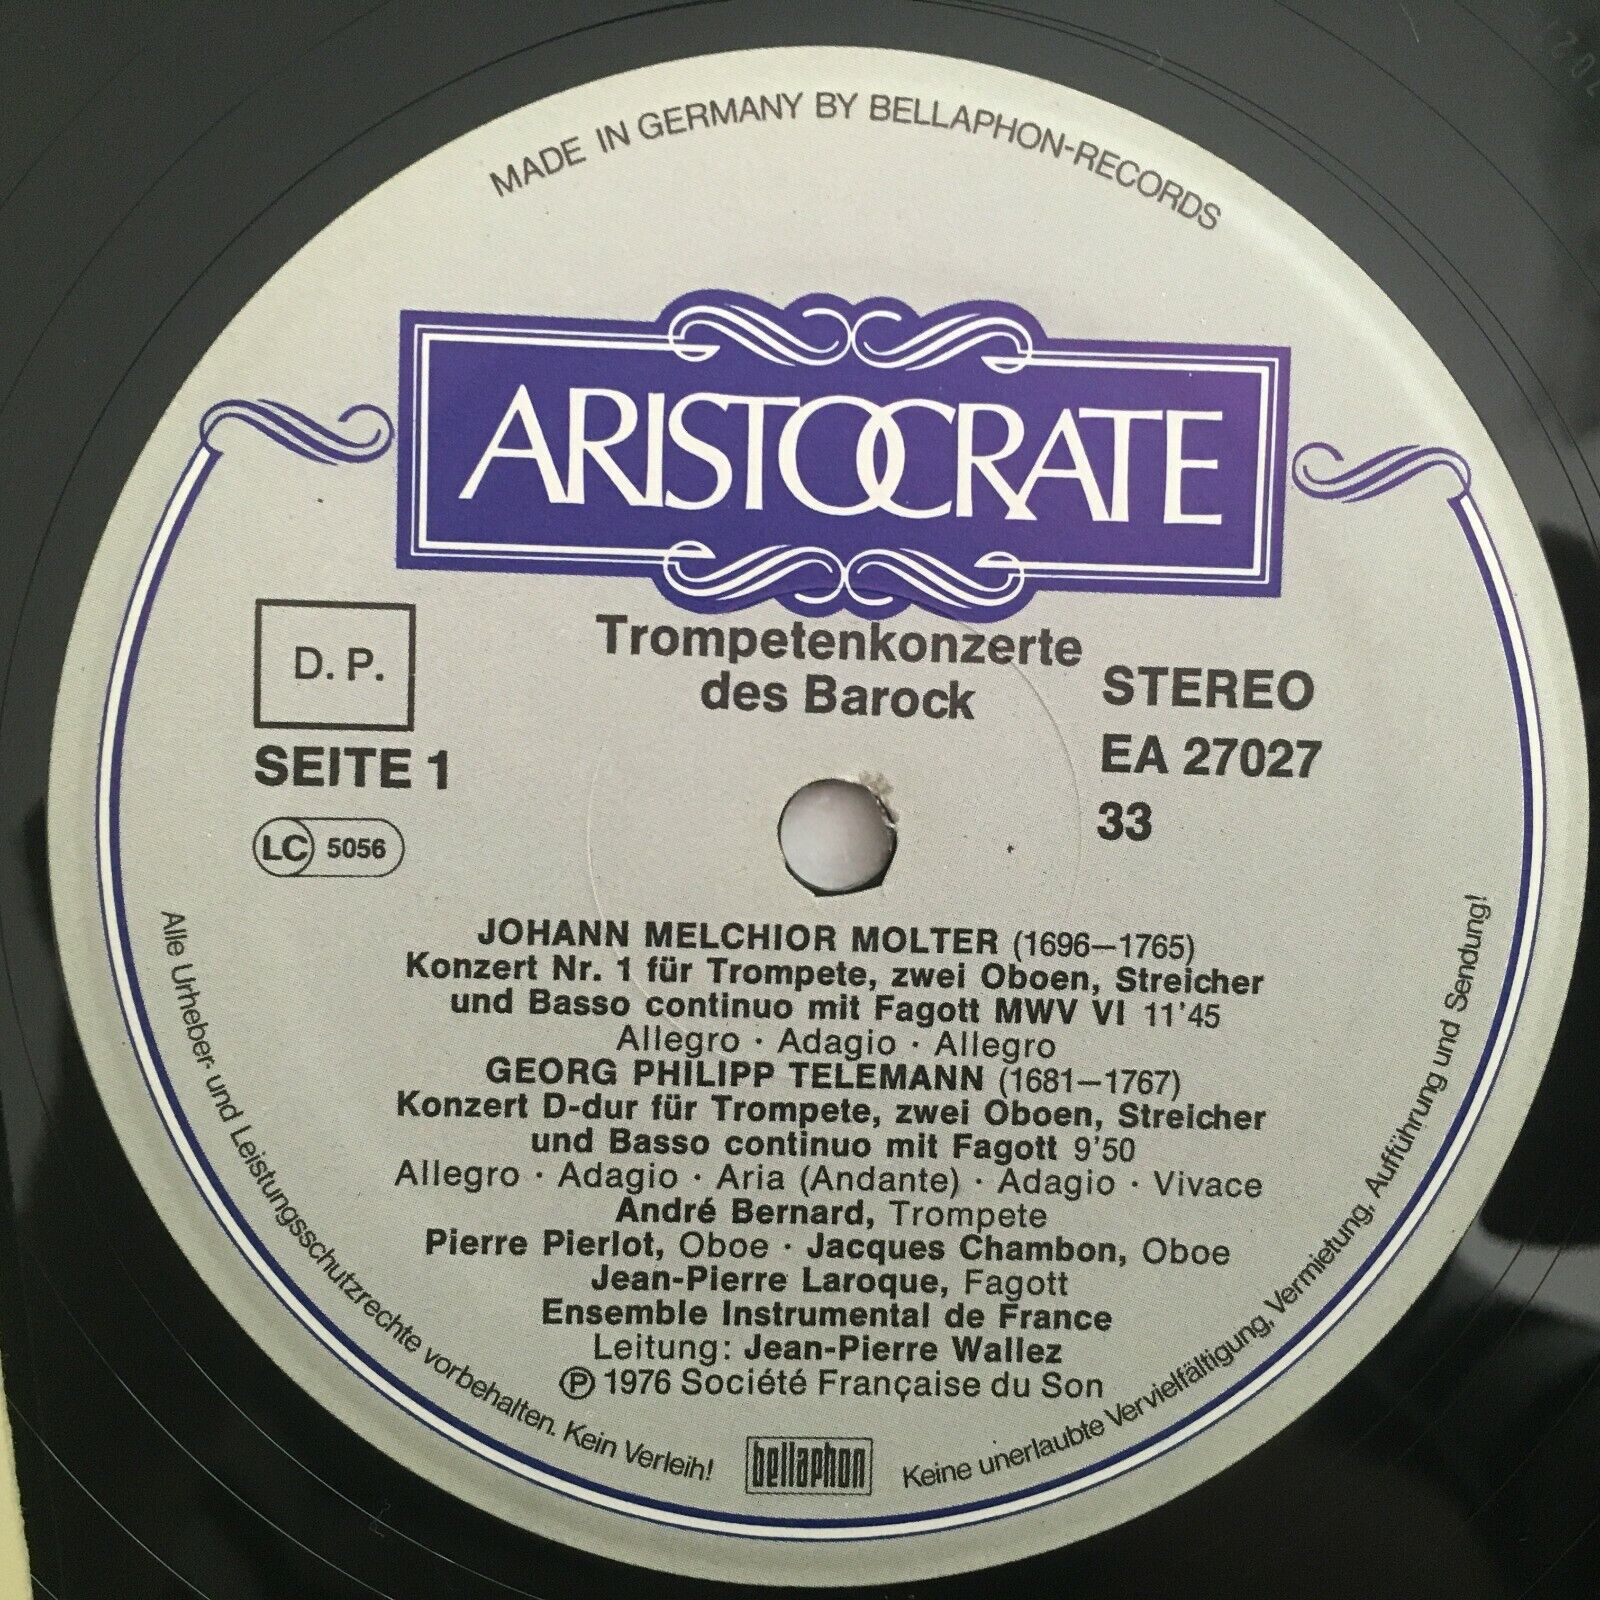 MADE IN GERMANY BY BELLAPHON-RECORDS
ARISTOCRATE
Trompetenkonzerte
des Barock
D. P.
SEITE 1
LC 5056
STEREO
EA 27027
33
JOHANN MELCHIOR MOLTER (1696–1765)
Konzert Nr. 1 für Trompete, zwei Oboen, Streicher
und Basso continuo mit Fagott MWV VI 11'45
Allegro · Adagio · Allegro
GEORG PHILIPP TELEMANN (1681–1767)
Konzert D-dur für Trompete, zwei Oboen, Streicher
und Basso continuo mit Fagott 9'50
Allegro · Adagio · Aria (Andante) · Adagio · Vivace
André Bernard, Trompete
Pierre Pierlot, Oboe · Jacques Chambon, Oboe
Jean-Pierre Laroque, Fagott
Ensemble Instrumental de France
Leitung: Jean-Pierre Wallez
℗ 1976 Société Française du Son
bellaphon
Alle Urheber- und Leistungsschutzrechte vorbehalten. Kein Verleih!
Keine unerlaubte Vervielfältigung, Vermietung, Aufführung und Sendung!